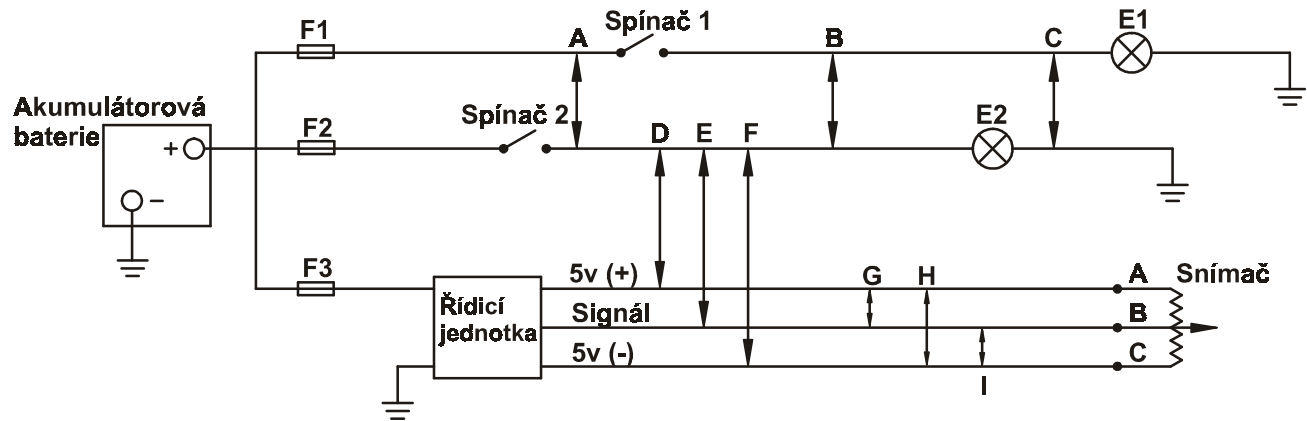 F1
A
Spínač 1
B
C
E1
Akumulátorová
baterie
F2
Spínač 2
D
E
F
E2
+
−
F3
5v (+)
G
H
A
Snímač
Řídicí
jednotka
Signál
B
5v (-)
C
I